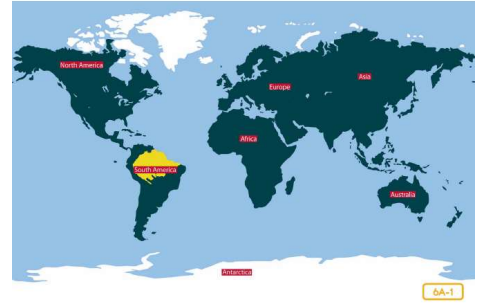 North America
Asia
Europe
Africa
South America
Australia
Antarctica
6A-1